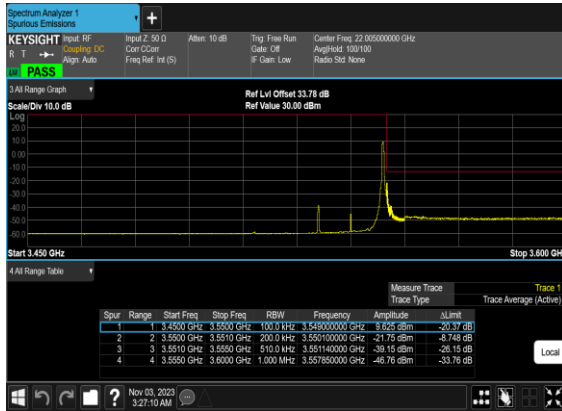 Spectrum Analyzer 1
Spurious Emissions
KEYSIGHT Input: RF Input Z: 50 Ω Atten: 10 dB Trig: Free Run Center Freq: 22.005000000 GHz
R T Coupling: DC Corr CCorr Gate: Off Avg|Hold: 100/100
Align: Auto Freq Ref: Int (S) IF Gain: Low Radio Std: None
LU PASS
3 All Range Graph
Ref Lvl Offset 33.78 dB
Scale/Div 10.0 dB Ref Value 30.00 dBm
Log
20.0
10.0
0.00
-10.0
-20.0
-30.0
-40.0
-50.0
-60.0
Start 3.450 GHz Stop 3.600 GHz
4 All Range Table
Measure Trace Trace 1
Trace Type Trace Average (Active)
Spur Range Start Freq Stop Freq RBW Frequency Amplitude ΔLimit
1 1 3.4500 GHz 3.5500 GHz 100.0 kHz 3.549000000 GHz 9.625 dBm -20.37 dB
2 2 3.5500 GHz 3.5510 GHz 200.0 kHz 3.550100000 GHz -21.75 dBm -8.748 dB
3 3 3.5510 GHz 3.5550 GHz 510.0 kHz 3.551140000 GHz -39.15 dBm -26.15 dB
4 4 3.5550 GHz 3.6000 GHz 1.000 MHz 3.557850000 GHz -46.76 dBm -33.76 dB
Local
Nov 03, 2023
3:27:10 AM